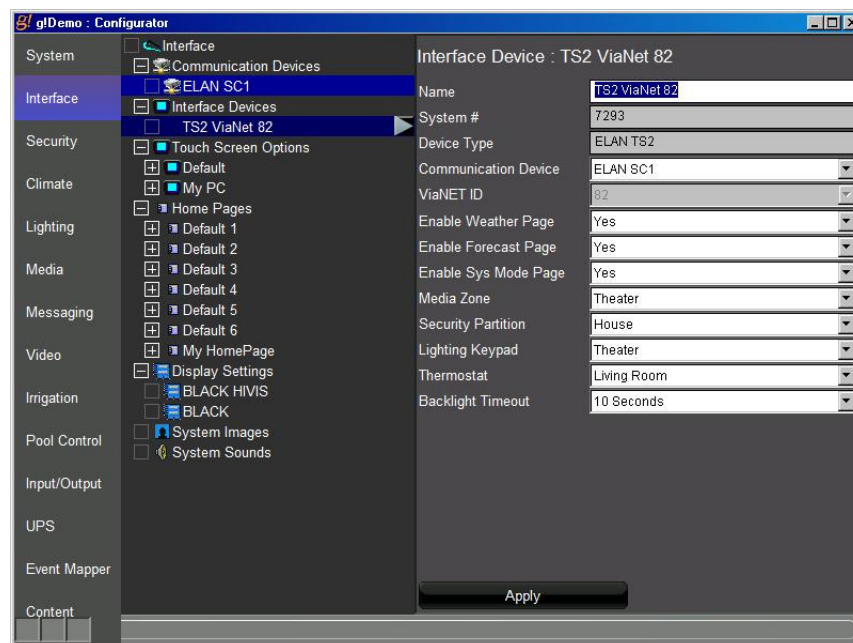 g! g!Demo : Configurator
System
Interface
Security
Climate
Lighting
Media
Messaging
Video
Irrigation
Pool Control
Input/Output
UPS
Event Mapper
Content
Interface
Communication Devices
ELAN SC1
Interface Devices
TS2 ViaNet 82
Touch Screen Options
Default
My PC
Home Pages
Default 1
Default 2
Default 3
Default 4
Default 5
Default 6
My HomePage
Display Settings
BLACK HIVIS
BLACK
System Images
System Sounds
Interface Device : TS2 ViaNet 82
Name TS2 ViaNet 82
System # 7293
Device Type ELAN TS2
Communication Device ELAN SC1
ViaNET ID 82
Enable Weather Page Yes
Enable Forecast Page Yes
Enable Sys Mode Page Yes
Media Zone Theater
Security Partition House
Lighting Keypad Theater
Thermostat Living Room
Backlight Timeout 10 Seconds
Apply